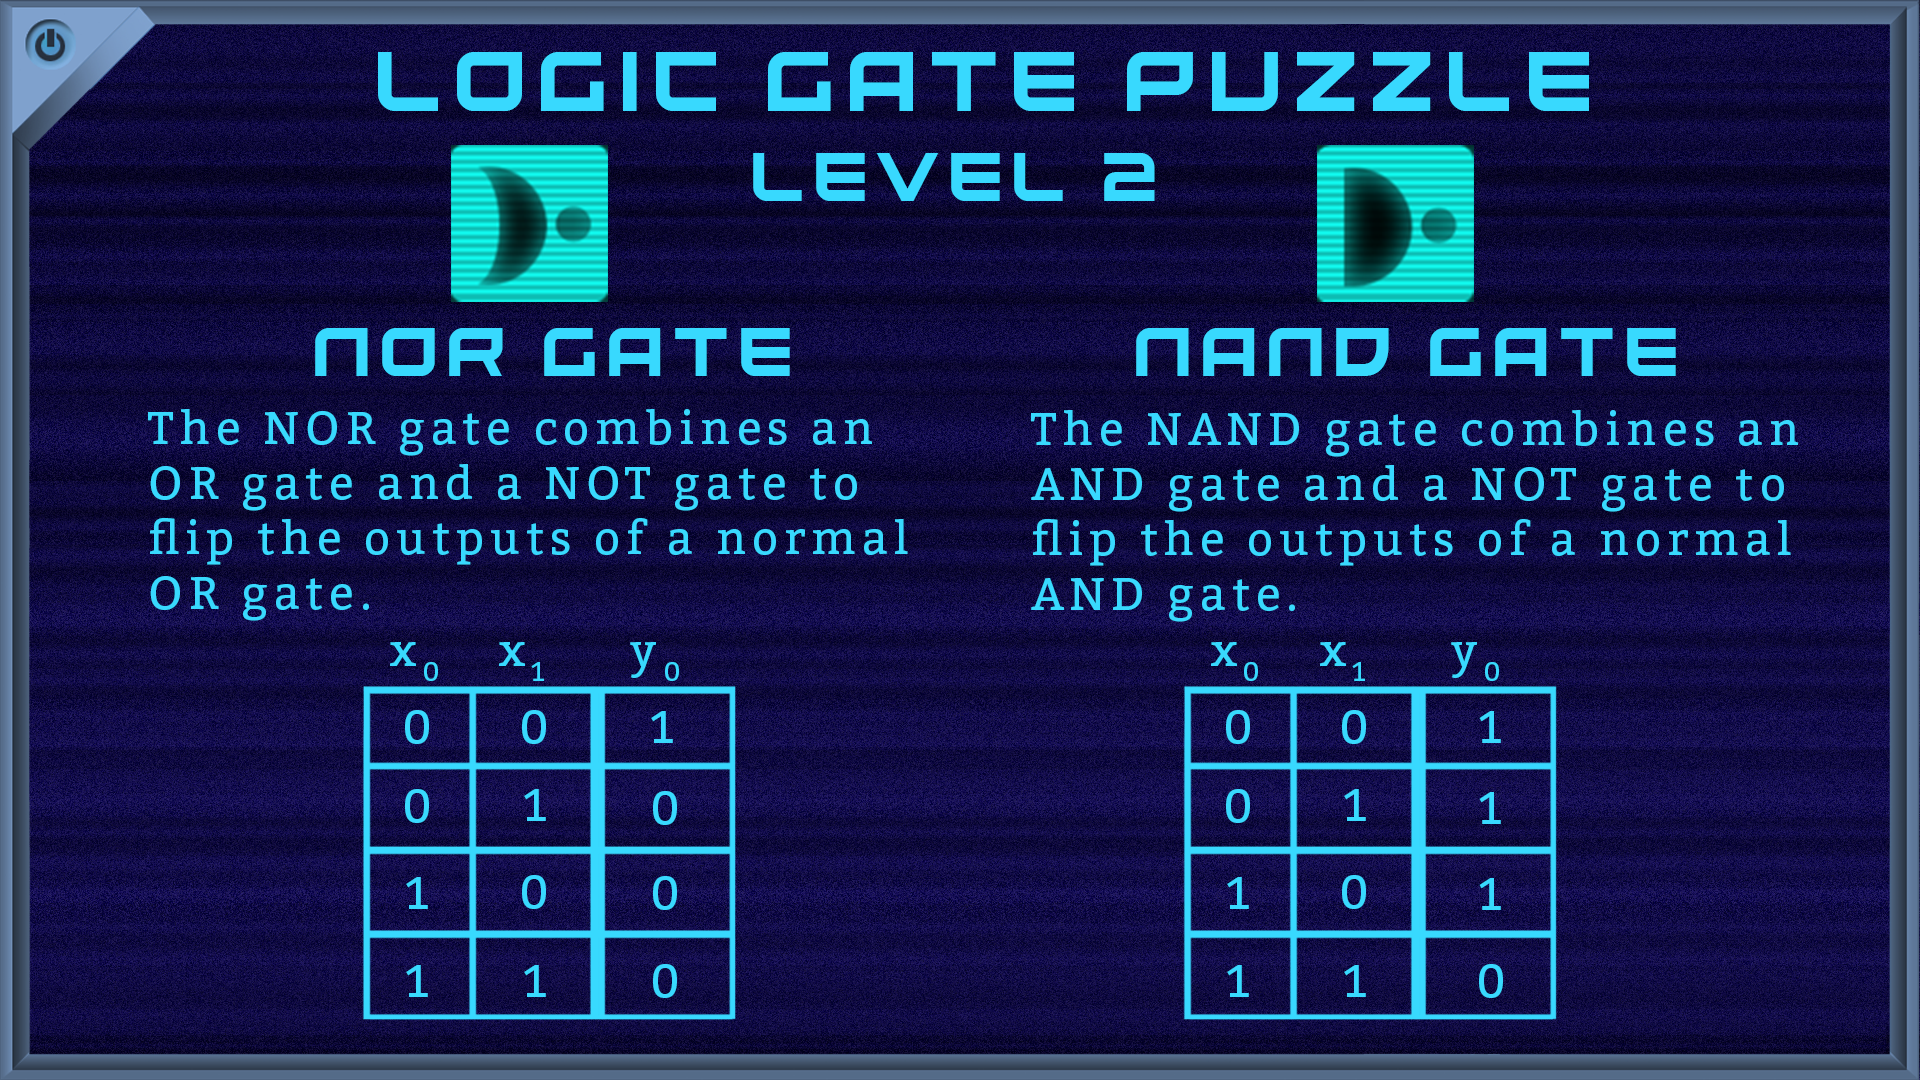 LOGIC GATE PUZZLE
LEVEL 2
NOR GATE
The NOR gate combines an
OR gate and a NOT gate to
flip the outputs of a normal
OR gate.
x0 x1 y0
0 0 1
0 1 0
1 0 0
1 1 0
NAND GATE
The NAND gate combines an
AND gate and a NOT gate to
flip the outputs of a normal
AND gate.
x0 x1 y0
0 0 1
0 1 1
1 0 1
1 1 0